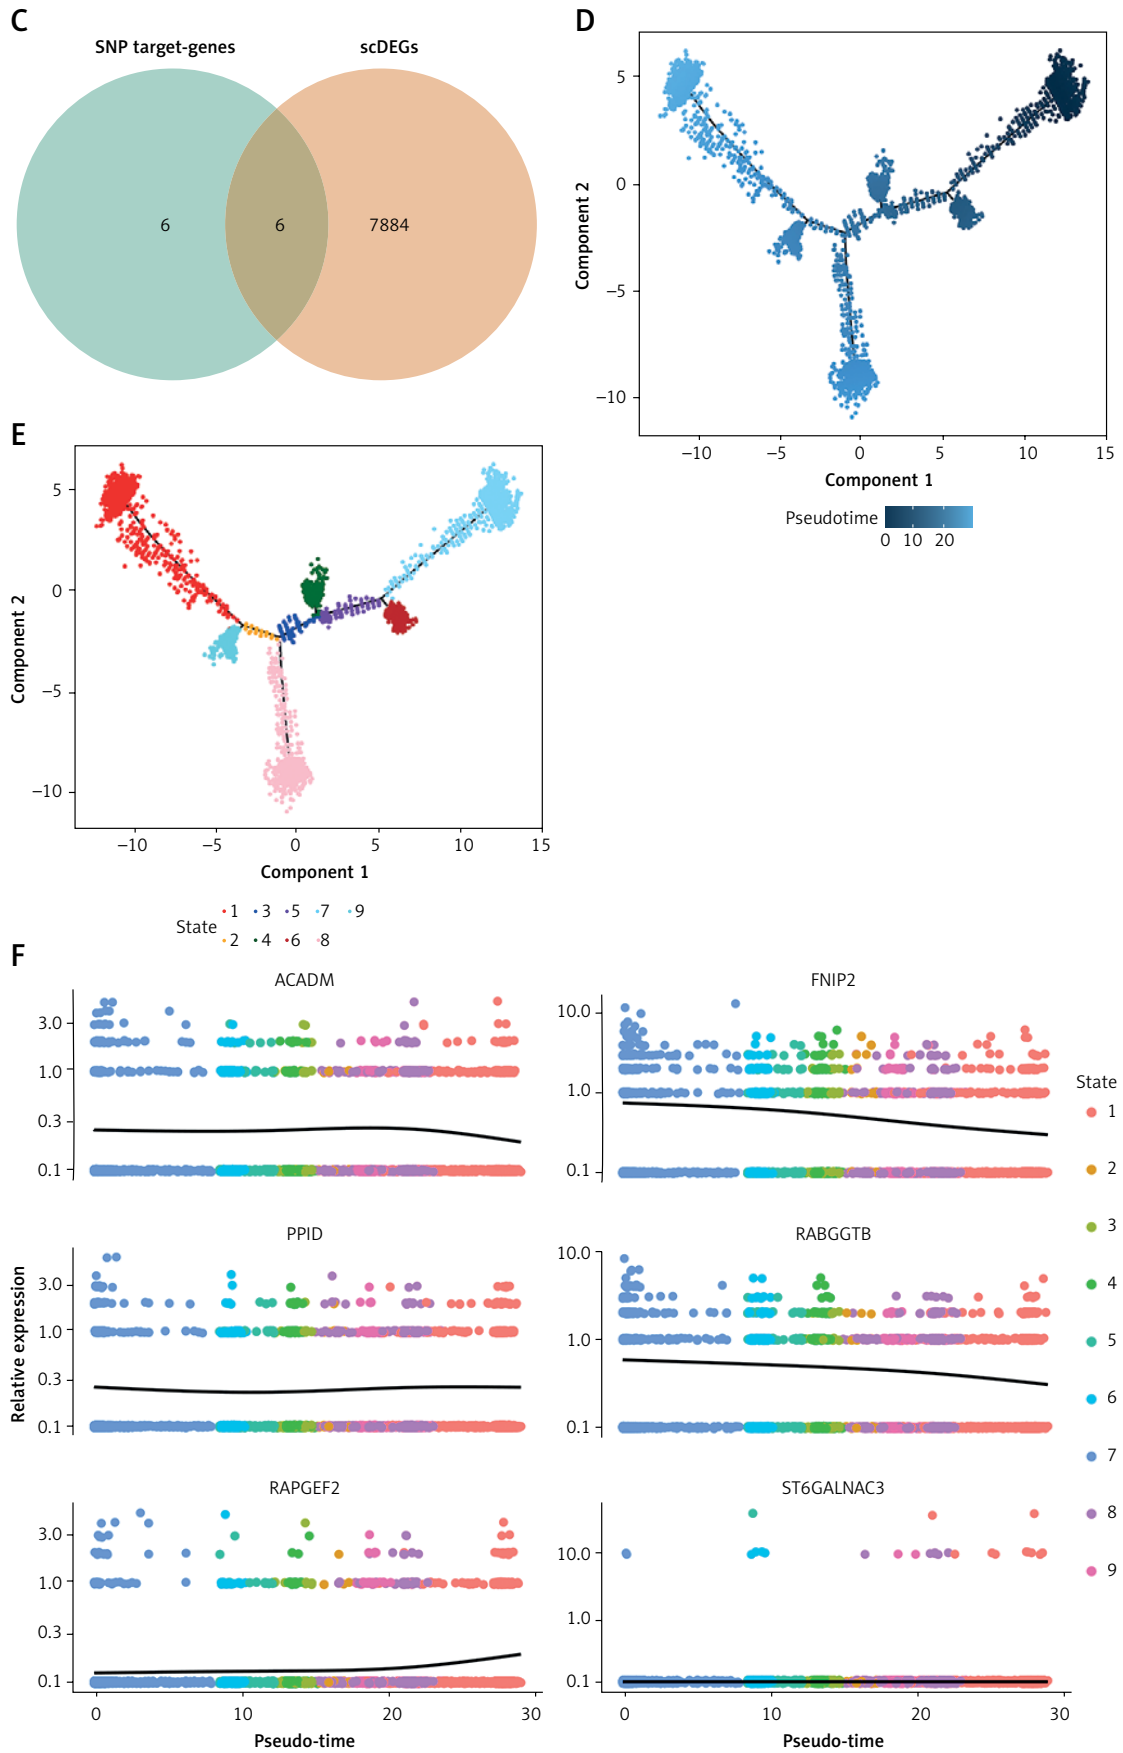 C
SNP target-genes scDEGs
6 6 7884
D
5
0
−5
−10
Component 2
−10 −5 0 5 10 15
Component 1
Pseudotime
0 10 20
E
5
0
−5
−10
Component 2
−10 −5 0 5 10 15
Component 1
State
1 3 5 7 9
2 4 6 8
F
Relative expression
ACADM
3.0
1.0
0.3
0.1
FNIP2
10.0
1.0
0.1
PPID
3.0
1.0
0.3
0.1
RABGGTB
10.0
1.0
0.1
RAPGEF2
3.0
1.0
0.3
0.1
0 10 20 30
Pseudo-time
ST6GALNAC3
10.0
1.0
0.1
0 10 20 30
Pseudo-time
State
1
2
3
4
5
6
7
8
9